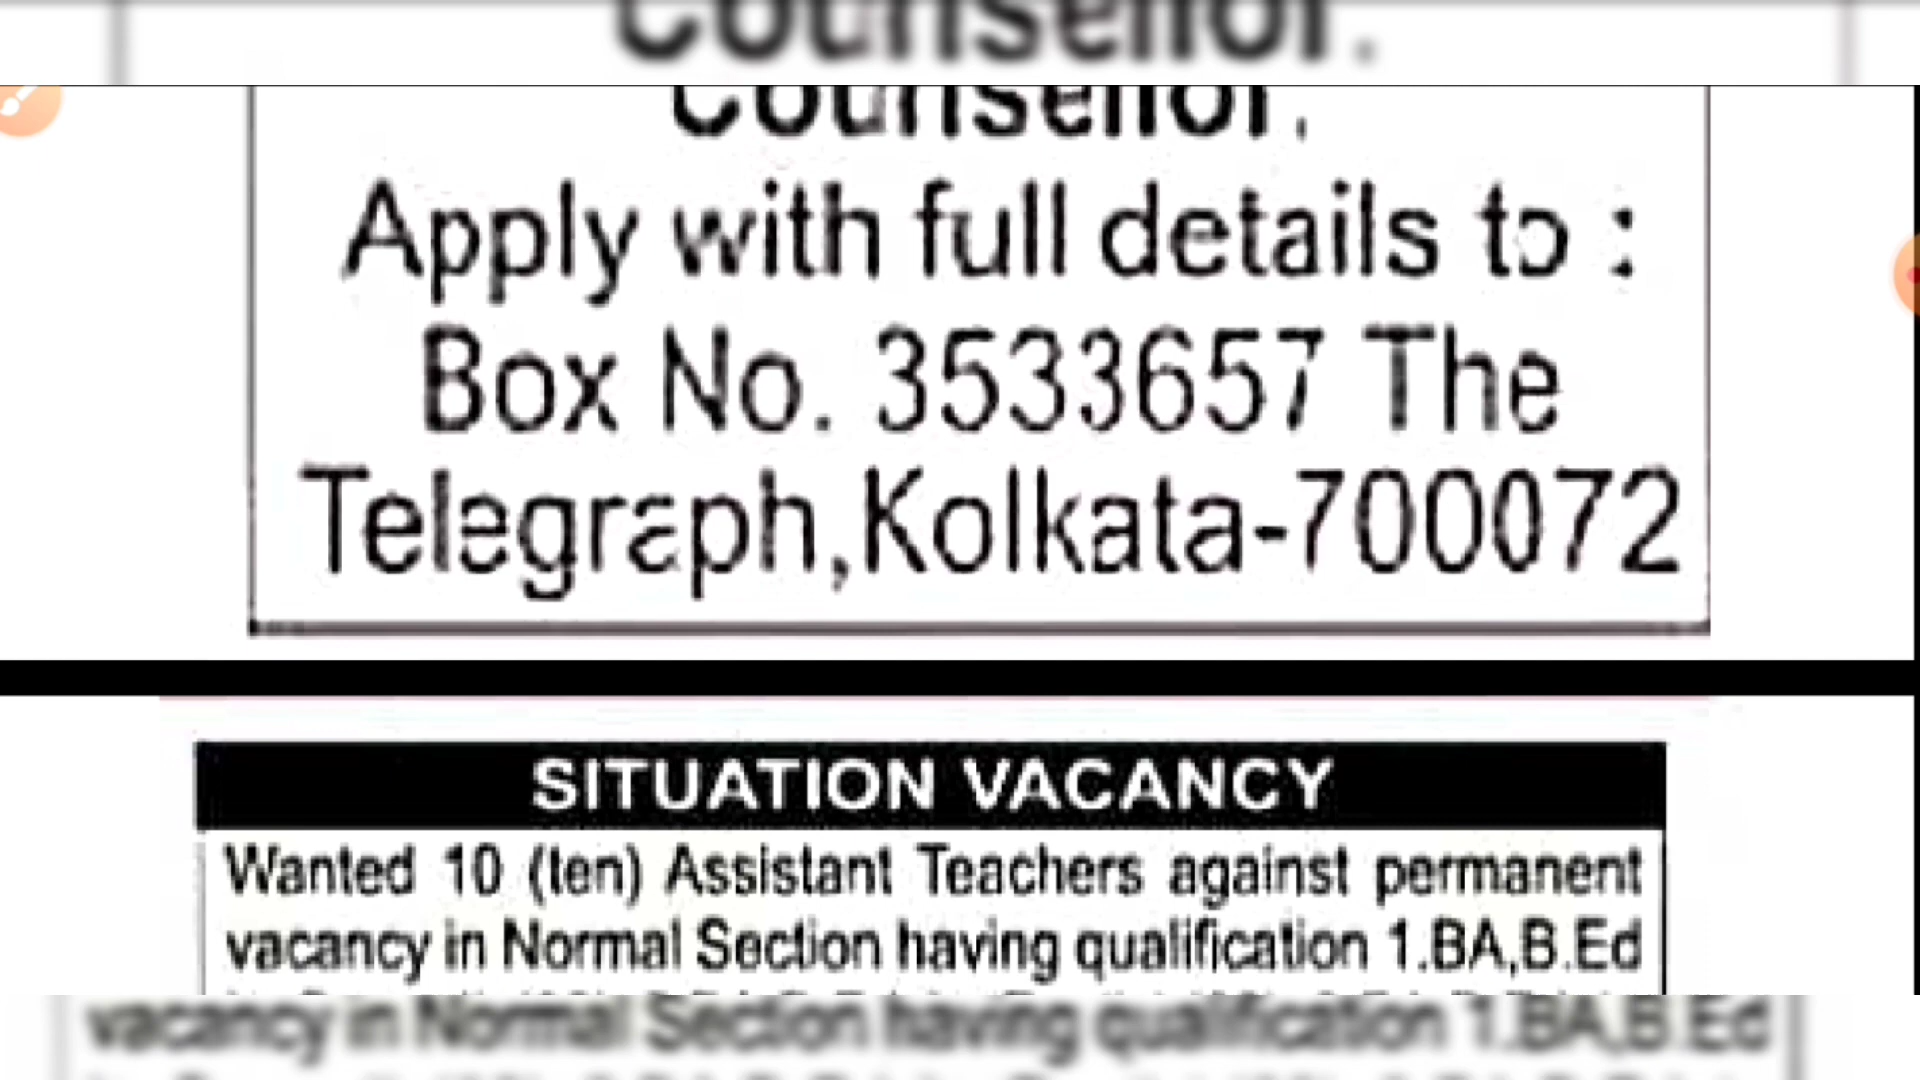 Counsellor.
Counsellor.
Apply with full details to :
Box No. 3533657 The
Telegraph,Kolkata-700072
SITUATION VACANCY
Wanted 10 (ten) Assistant Teachers against permanent
vacancy in Normal Section having qualification 1.BA,B.Ed
vacancy in Normal Section having qualification 1.BA,B.Ed